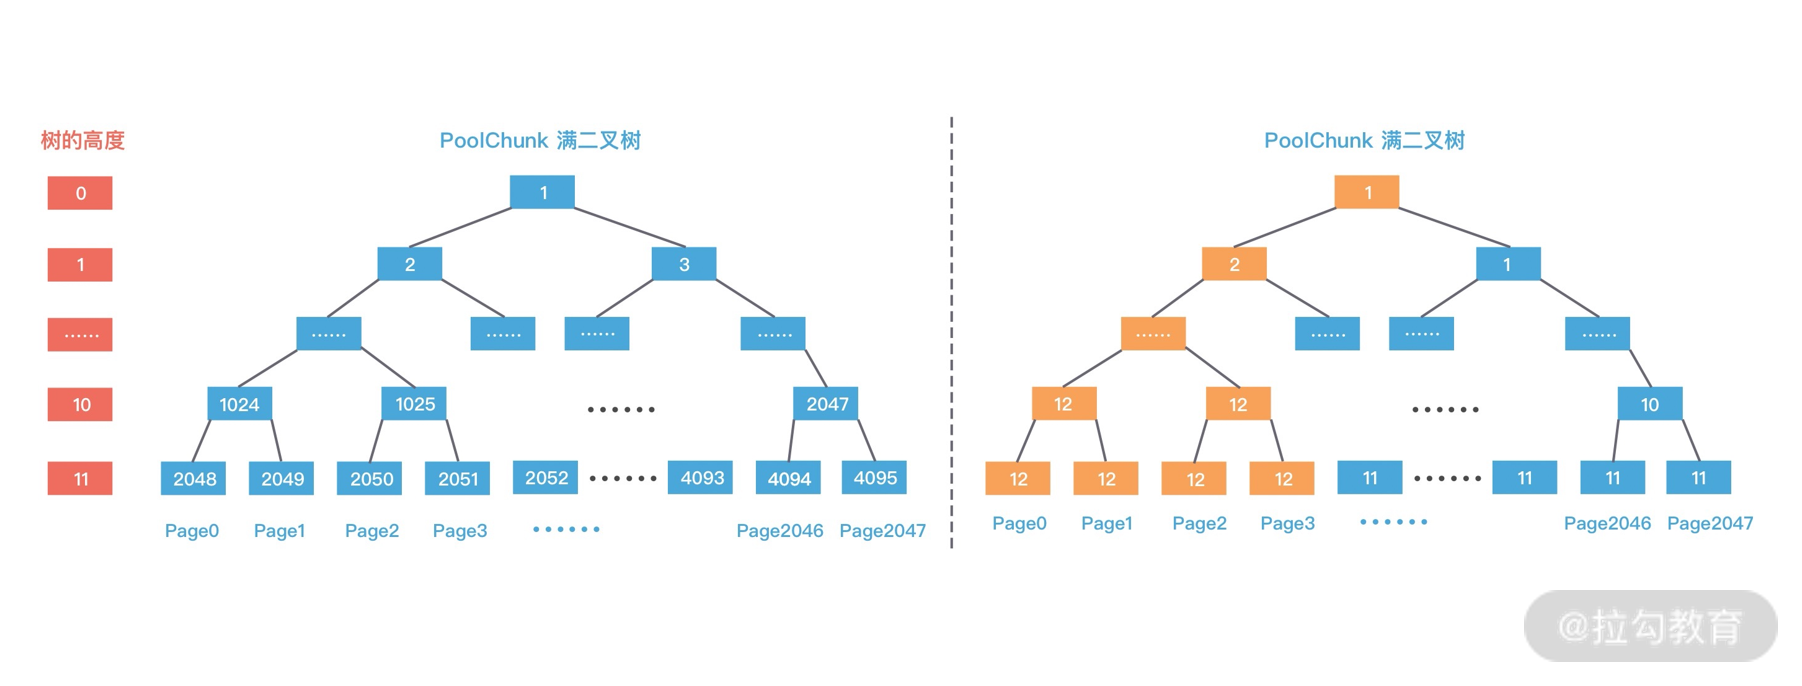 树的高度
PoolChunk 满二叉树
PoolChunk 满二叉树
0
1
1
1
2
3
2
1
······
······
······
······
······
······
······
······
······
10
1024
1025
······
2047
12
12
······
10
11
2048
2049
2050
2051
2052
······
4093
4094
4095
12
12
12
12
11
······
11
11
11
Page0
Page1
Page2
Page3
······
Page2046
Page2047
Page0
Page1
Page2
Page3
······
Page2046
Page2047
@拉勾教育